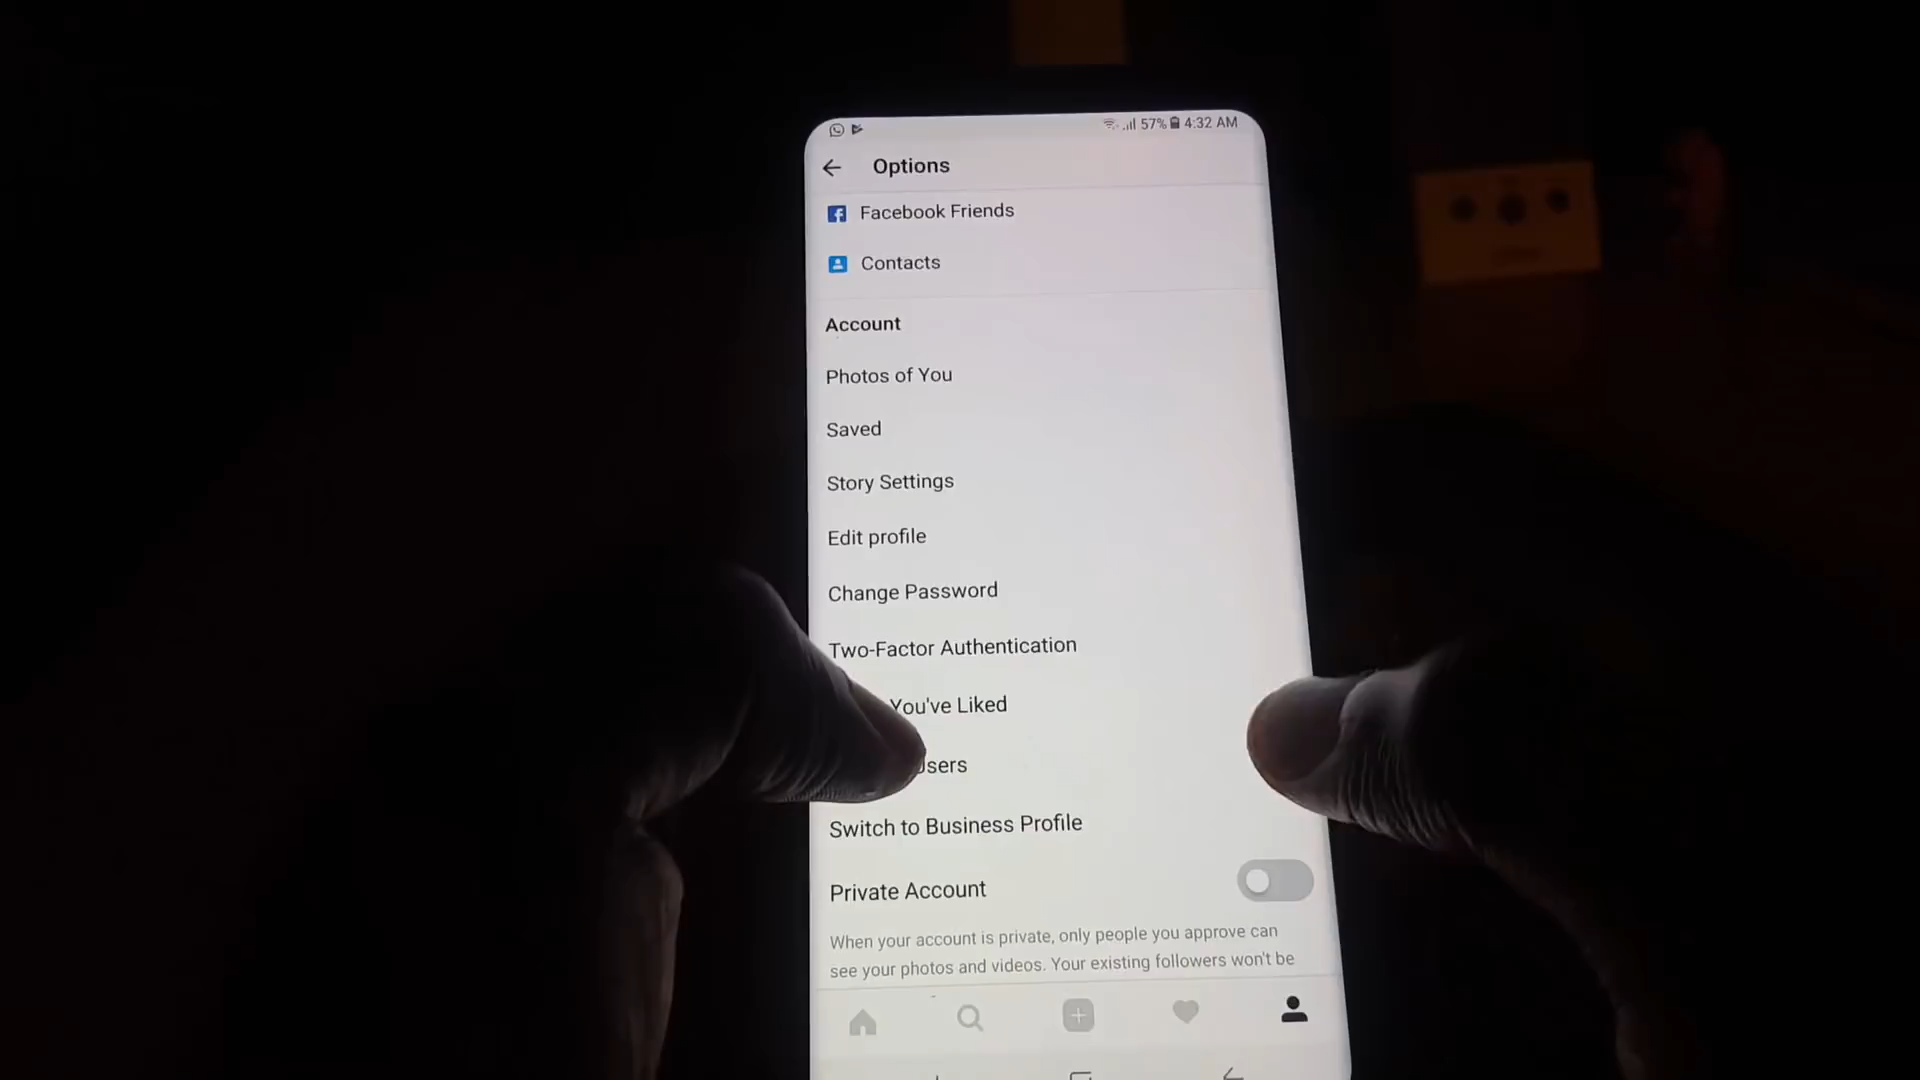 57% 4:32 AM
Options
Facebook Friends
Contacts
Account
Photos of You
Saved
Story Settings
Edit profile
Change Password
Two-Factor Authentication
You've Liked
Users
Switch to Business Profile
Private Account
When your account is private, only people you approve can
see your photos and videos. Your existing followers won't be